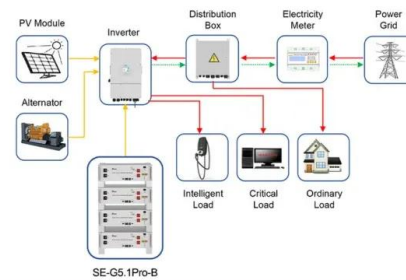 PV Module
Inverter
Distribution
Box
Electricity
Meter
Power
Grid
Alternator
Intelligent
Load
Critical
Load
Ordinary
Load
SE-G5.1Pro-B